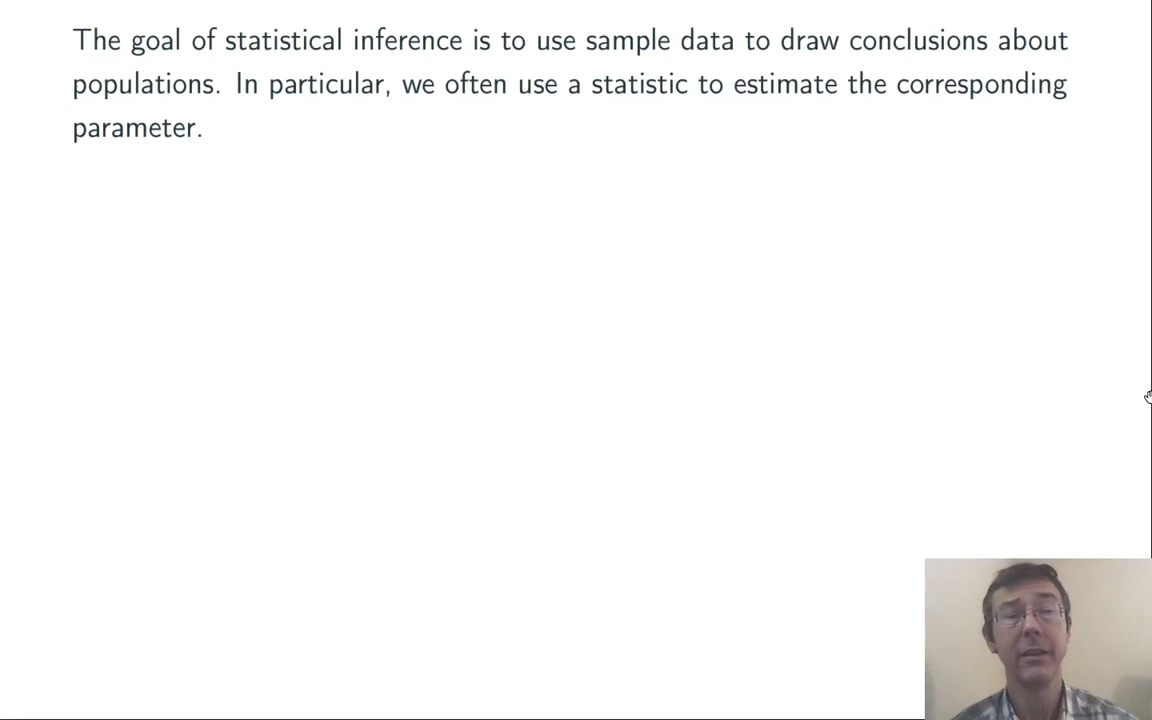 The goal of statistical inference is to use sample data to draw conclusions about
populations. In particular, we often use a statistic to estimate the corresponding
parameter.